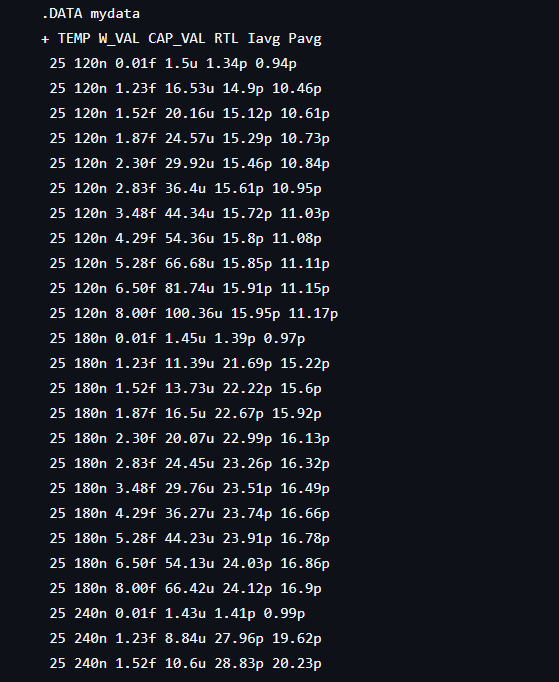 .DATA mydata
+ TEMP W_VAL CAP_VAL RTL Iavg Pavg
25 120n 0.01f 1.5u 1.34p 0.94p
25 120n 1.23f 16.53u 14.9p 10.46p
25 120n 1.52f 20.16u 15.12p 10.61p
25 120n 1.87f 24.57u 15.29p 10.73p
25 120n 2.30f 29.92u 15.46p 10.84p
25 120n 2.83f 36.4u 15.61p 10.95p
25 120n 3.48f 44.34u 15.72p 11.03p
25 120n 4.29f 54.36u 15.8p 11.08p
25 120n 5.28f 66.68u 15.85p 11.11p
25 120n 6.50f 81.74u 15.91p 11.15p
25 120n 8.00f 100.36u 15.95p 11.17p
25 180n 0.01f 1.45u 1.39p 0.97p
25 180n 1.23f 11.39u 21.69p 15.22p
25 180n 1.52f 13.73u 22.22p 15.6p
25 180n 1.87f 16.5u 22.67p 15.92p
25 180n 2.30f 20.07u 22.99p 16.13p
25 180n 2.83f 24.45u 23.26p 16.32p
25 180n 3.48f 29.76u 23.51p 16.49p
25 180n 4.29f 36.27u 23.74p 16.66p
25 180n 5.28f 44.23u 23.91p 16.78p
25 180n 6.50f 54.13u 24.03p 16.86p
25 180n 8.00f 66.42u 24.12p 16.9p
25 240n 0.01f 1.43u 1.41p 0.99p
25 240n 1.23f 8.84u 27.96p 19.62p
25 240n 1.52f 10.6u 28.83p 20.23p